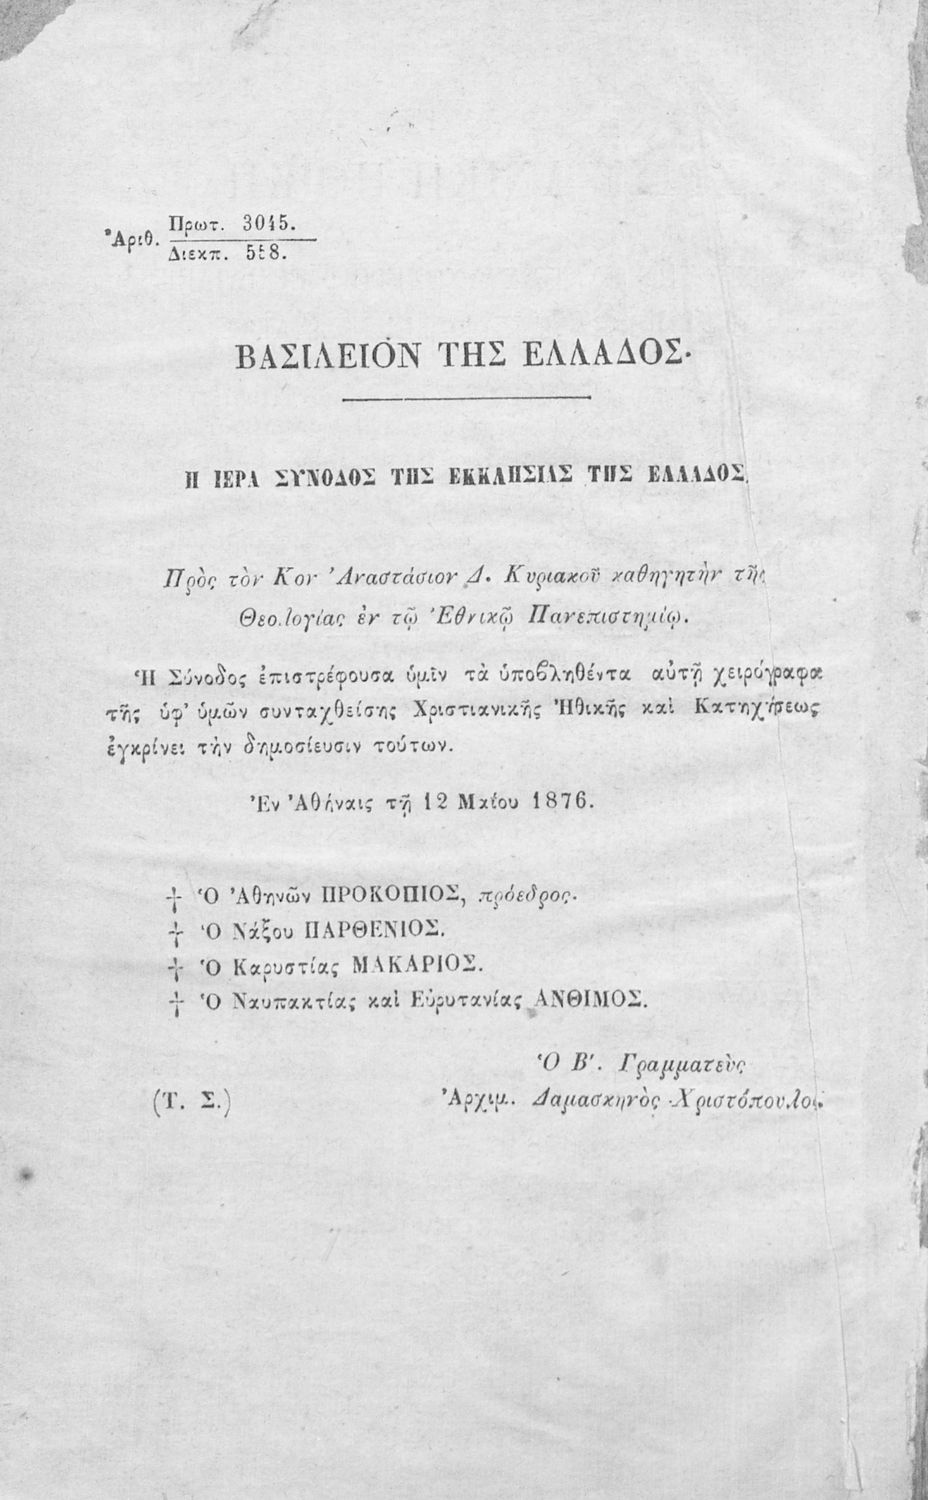 Ἀριθ. Πρωτ. 3045.
Διεκπ. 558.
ΒΑΣΙΛΕΙΟΝ ΤΗΣ ΕΛΛΑΔΟΣ.
Η ΙΕΡΑ ΣΥΝΟΔΟΣ ΤΗΣ ΕΚΚΛΗΣΙΑΣ ΤΗΣ ΕΛΛΑΔΟΣ.
Πρὸς τὸν Κον Ἀναστάσιον Δ. Κυριακοῦ καθηγητὴν τῆς
Θεολογίας ἐν τῷ Ἐθνικῷ Πανεπιστημίῳ.
Ἡ Σύνοδος ἐπιστρέφουσα ὑμῖν τὰ ὑποβληθέντα αὐτῇ χειρόγραφα
τῆς ὑφ’ ὑμῶν συνταχθείσης Χριστιανικῆς Ἠθικῆς καὶ Κατηχήσεως
ἐγκρίνει τὴν δημοσίευσιν τούτων.
Ἐν Ἀθήναις τῇ 12 Μαΐου 1876.
† Ὁ Ἀθηνῶν ΠΡΟΚΟΠΙΟΣ, πρόεδρος.
† Ὁ Νάξου ΠΑΡΘΕΝΙΟΣ.
† Ὁ Καρυστίας ΜΑΚΑΡΙΟΣ.
† Ὁ Ναυπακτίας καὶ Εὐρυτανίας ΑΝΘΙΜΟΣ.
Ὁ Β′. Γραμματεὺς
(Τ. Σ.) Ἀρχιμ. Δαμασκηνὸς Χριστόπουλος.